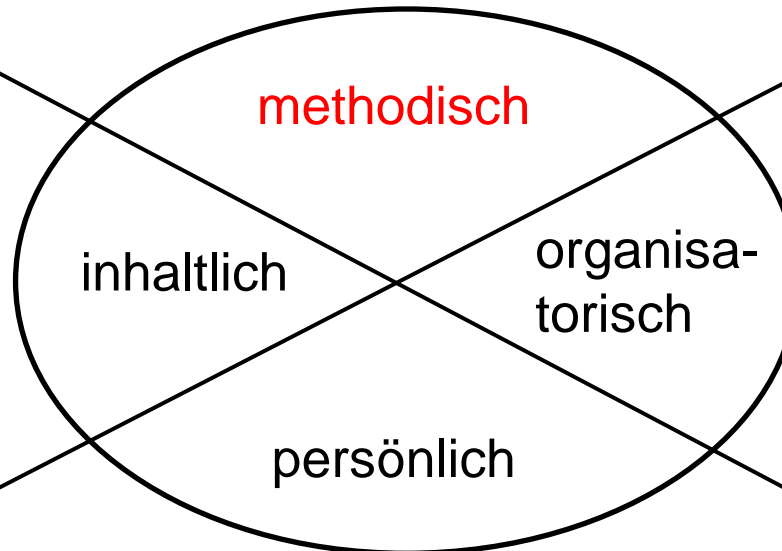 methodisch
inhaltlich
organisa-
torisch
persönlich